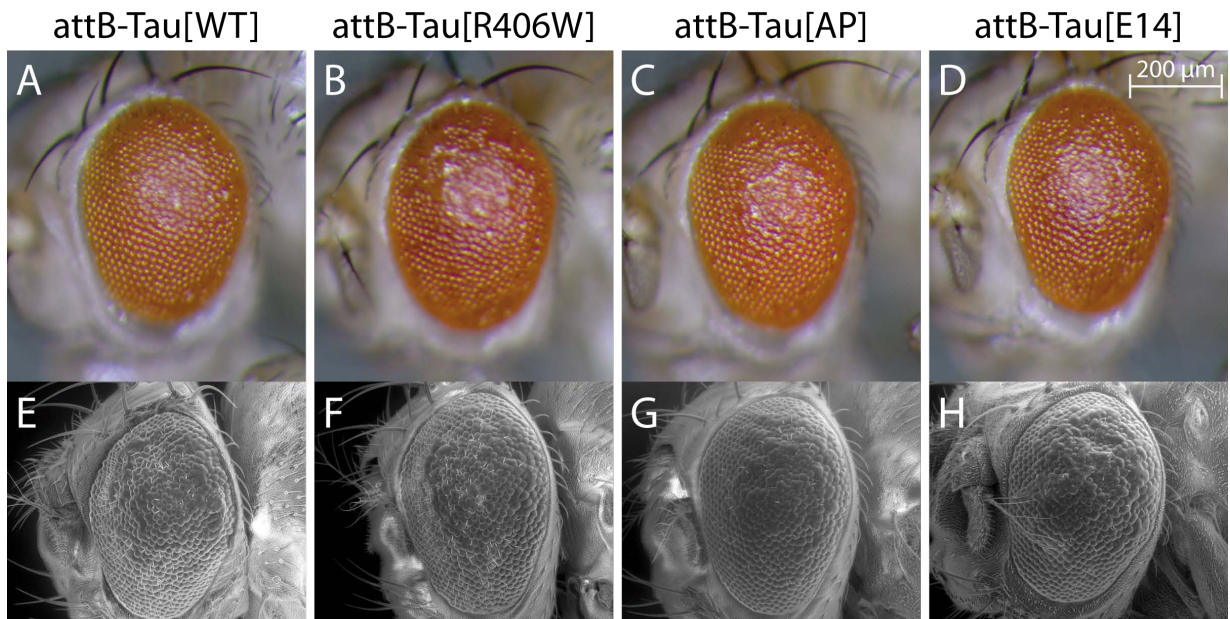 attB-Tau[WT] attB-Tau[R406W] attB-Tau[AP] attB-Tau[E14]
A B C D 200 μm
E F G H